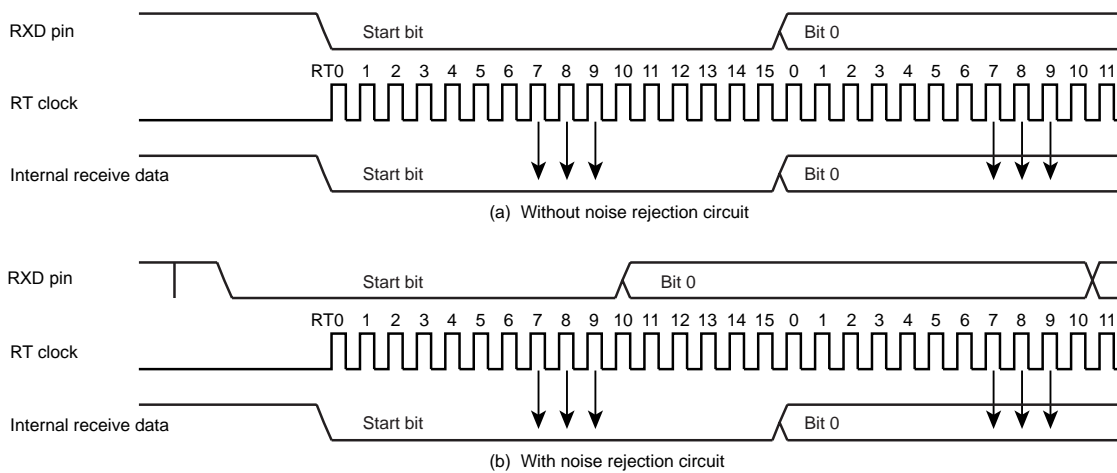 RXD pin
Start bit
Bit 0
RT0 1 2 3 4 5 6 7 8 9 10 11 12 13 14 15 0 1 2 3 4 5 6 7 8 9 10 11
RT clock
Internal receive data
Start bit
Bit 0
(a) Without noise rejection circuit
RXD pin
Start bit
Bit 0
RT0 1 2 3 4 5 6 7 8 9 10 11 12 13 14 15 0 1 2 3 4 5 6 7 8 9 10 11
RT clock
Internal receive data
Start bit
Bit 0
(b) With noise rejection circuit